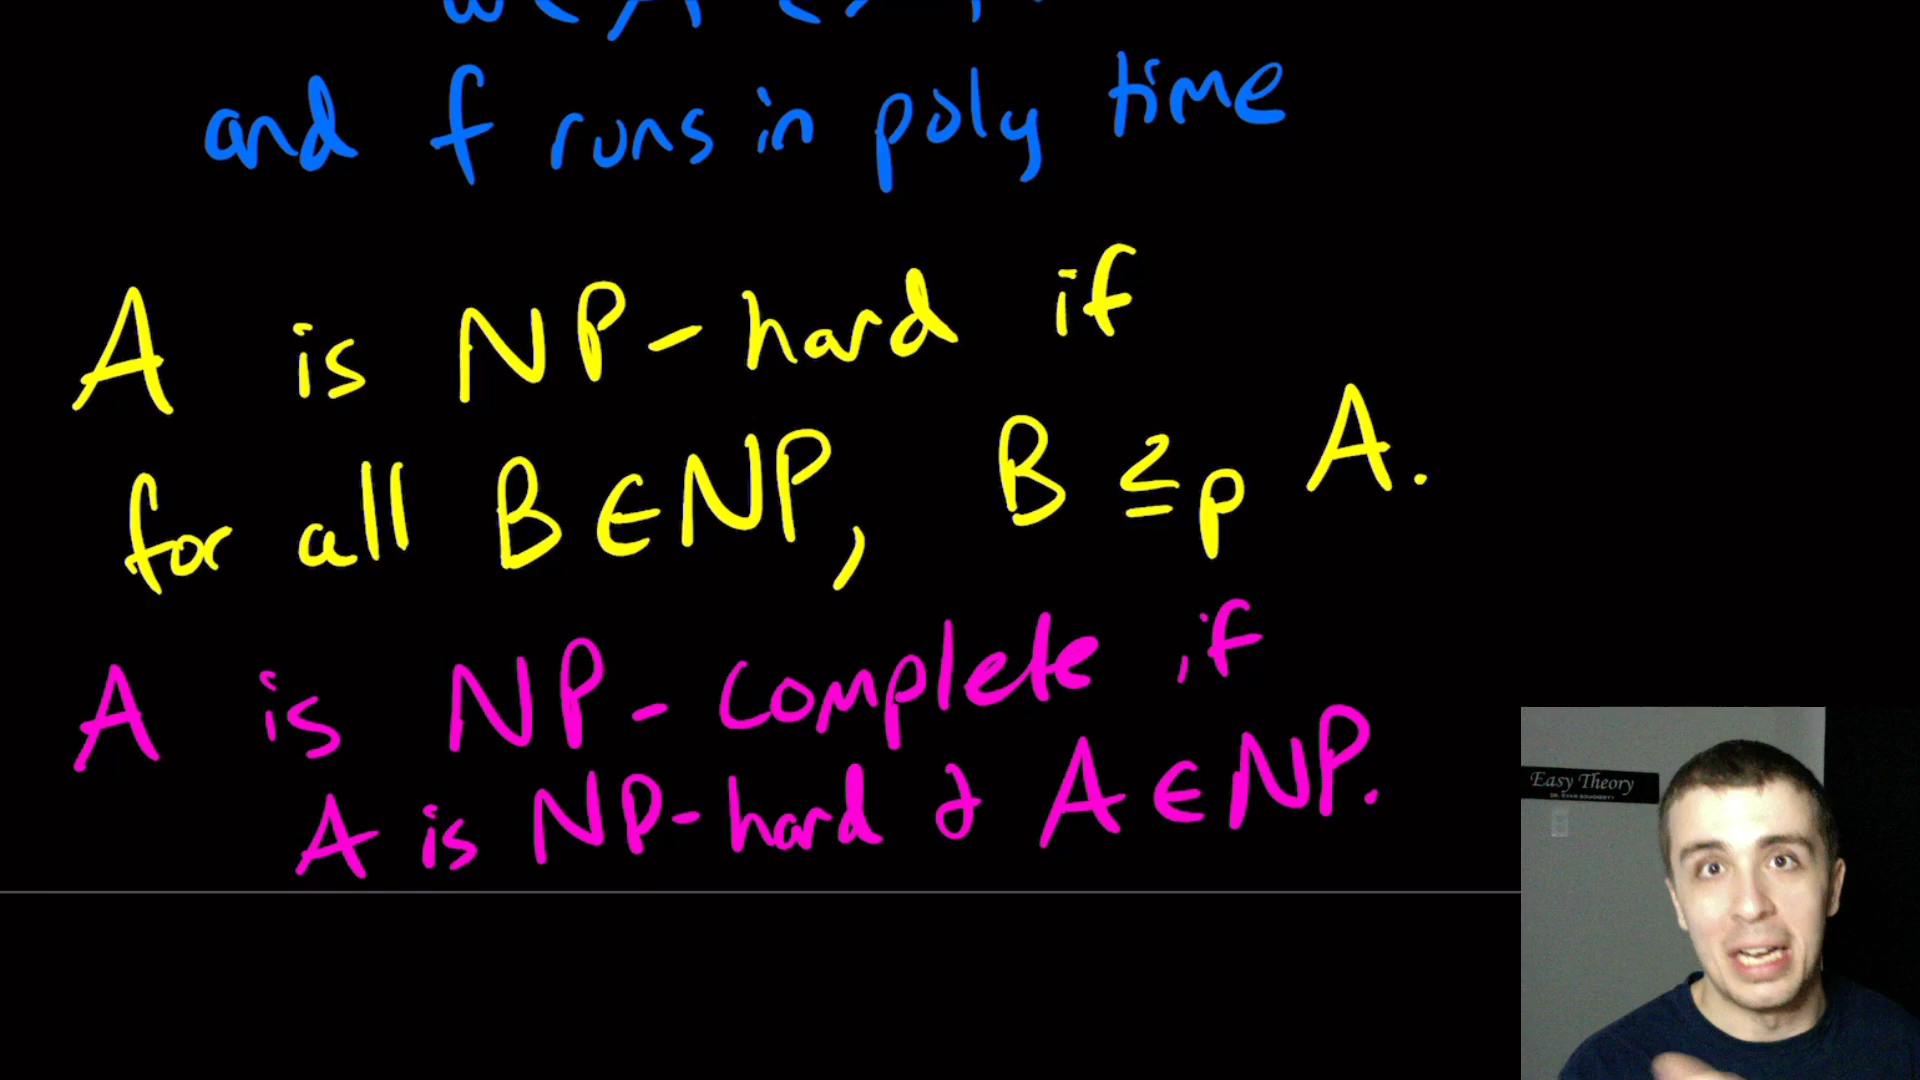 and f runs in poly time
A is NP-hard if
for all B∈NP, B ≤p A.
A is NP-complete if
A is NP-hard & A∈NP.
Easy Theory